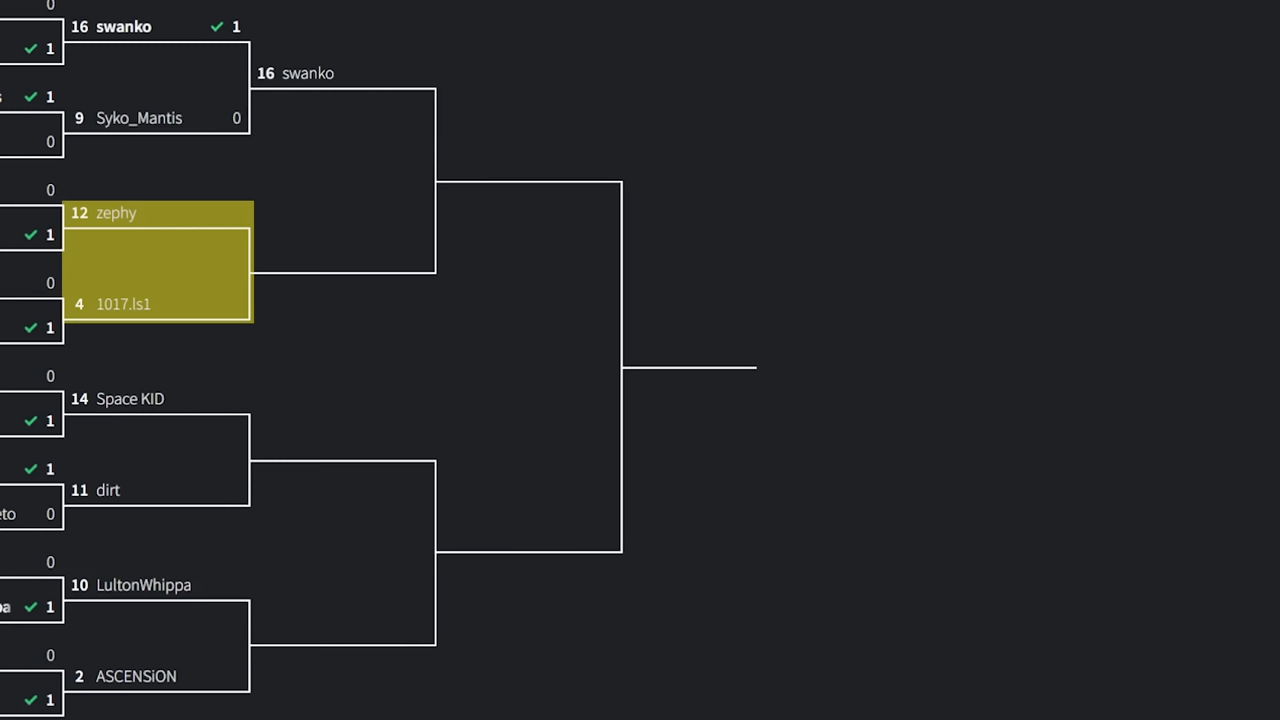 0
16 swanko ✓ 1
✓ 1
16 swanko
s ✓ 1
9 Syko_Mantis 0
0
0
12 zephy
✓ 1
0
4 1017.ls1
✓ 1
0
14 Space KID
✓ 1
✓ 1
11 dirt
eto 0
0
10 LultonWhippa
pa ✓ 1
0
2 ASCENSiON
✓ 1